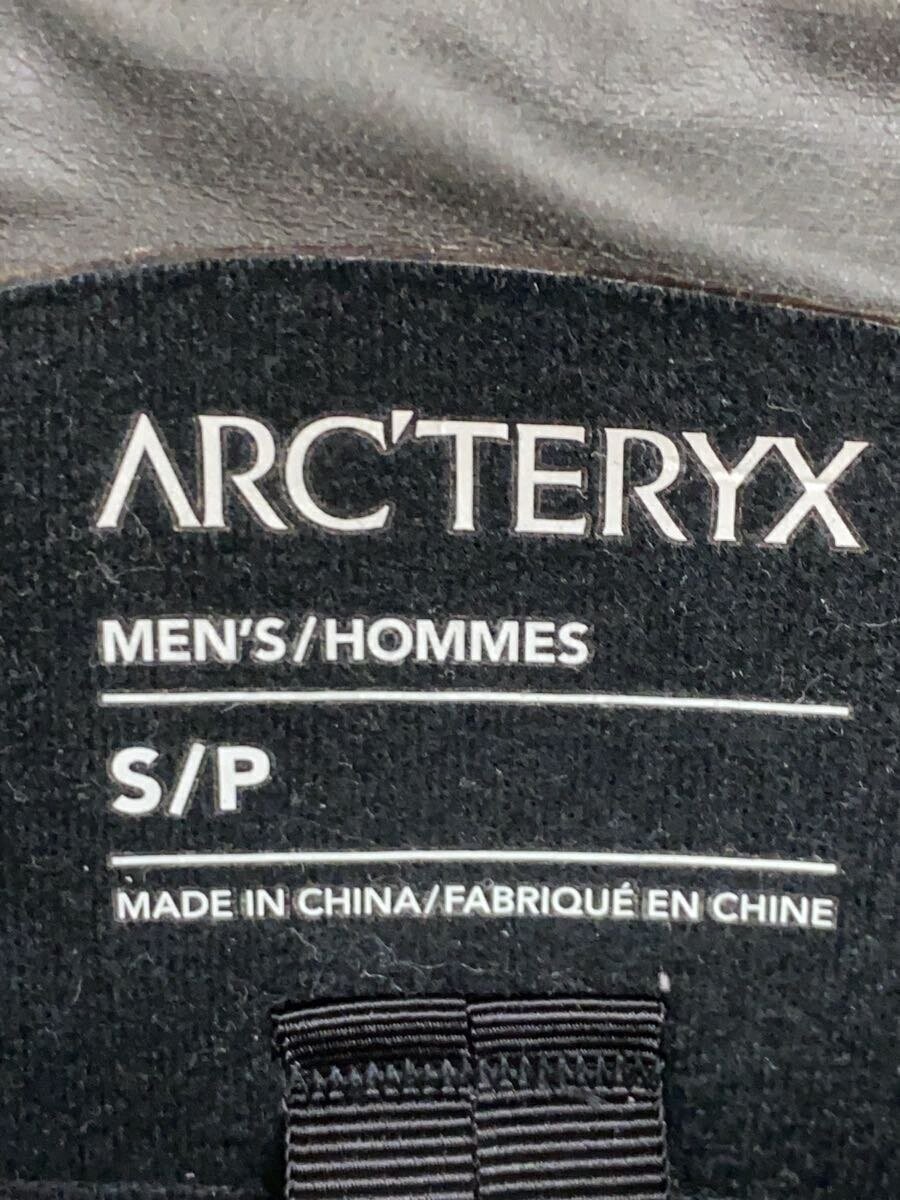 ARC'TERYX
MEN'S/HOMMES
S/P
MADE IN CHINA/FABRIQUÉ EN CHINE